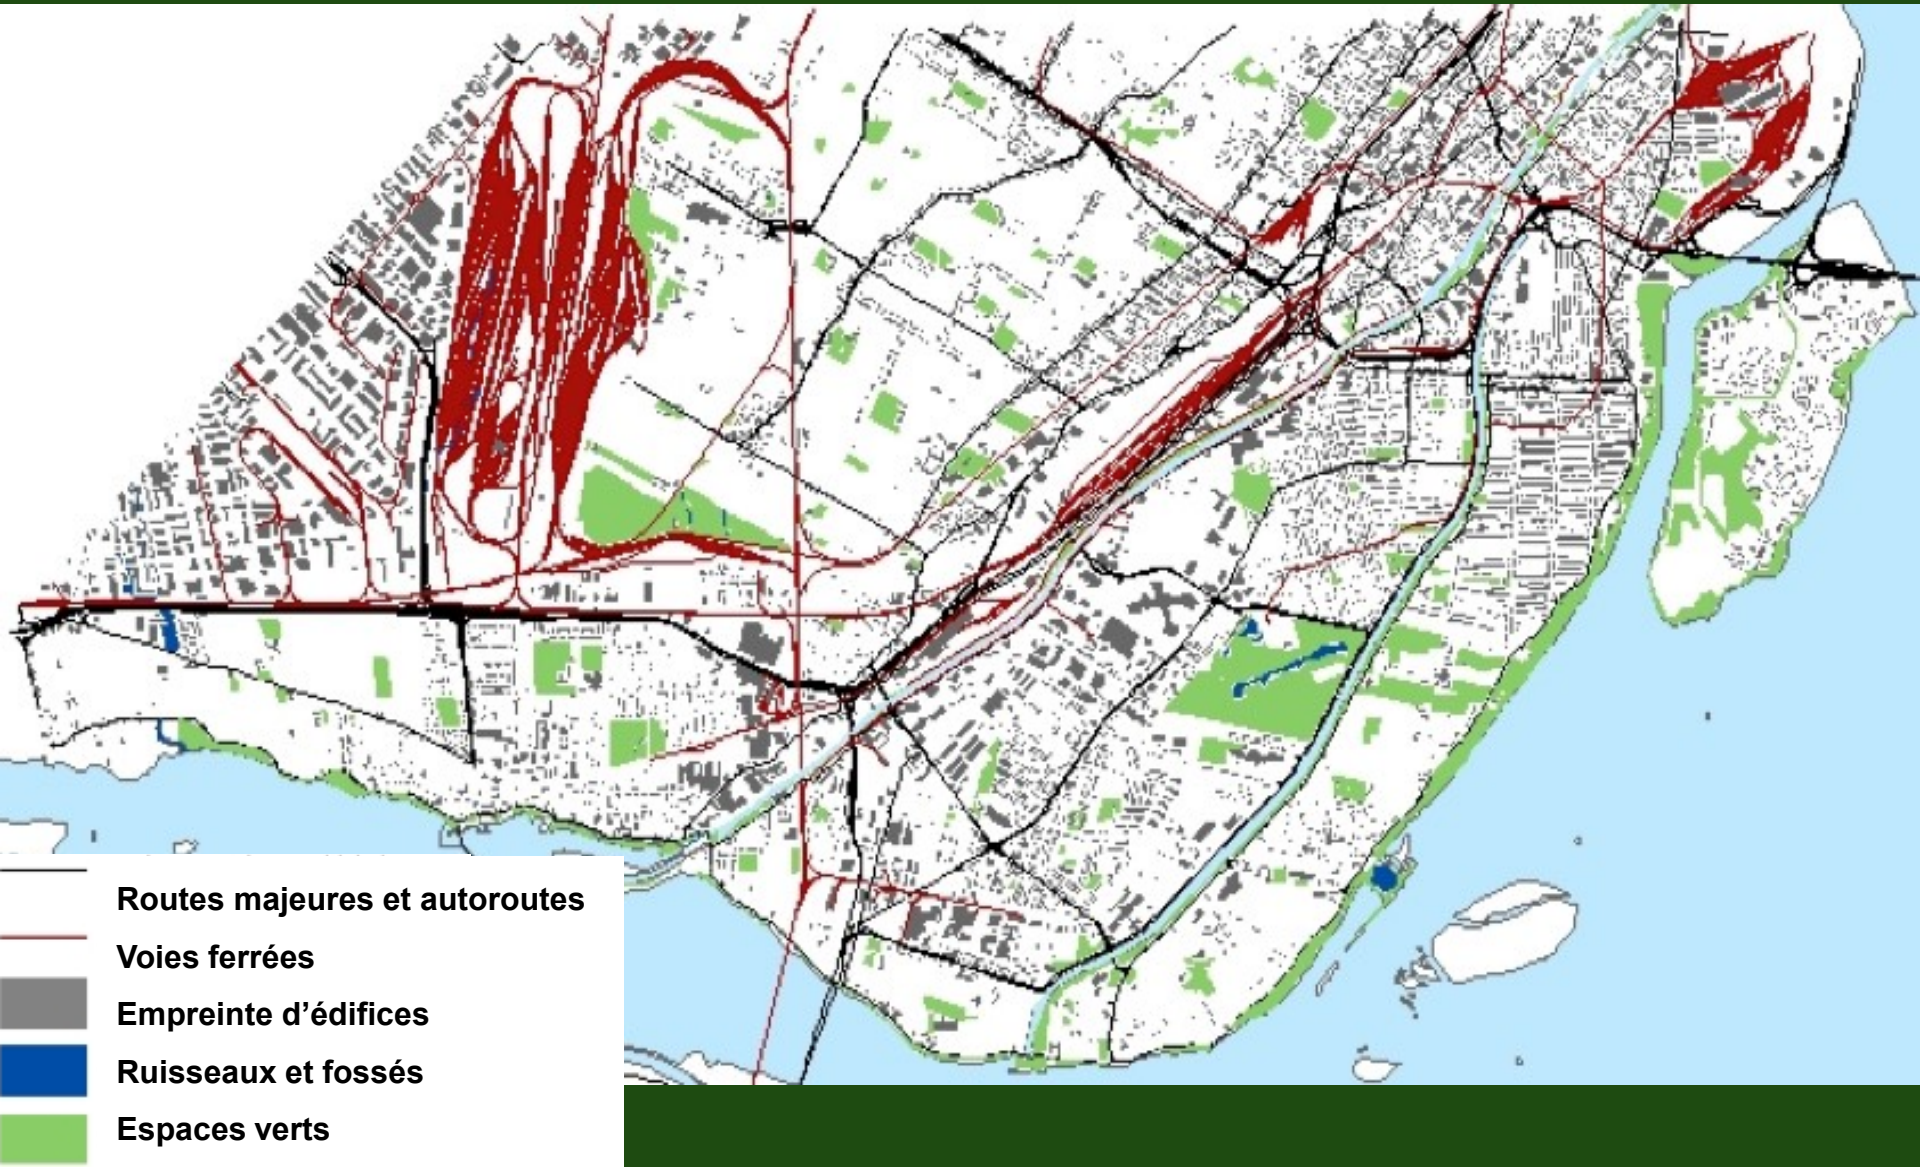 Routes majeures et autoroutes
Voies ferrées
Empreinte d’édifices
Ruisseaux et fossés
Espaces verts